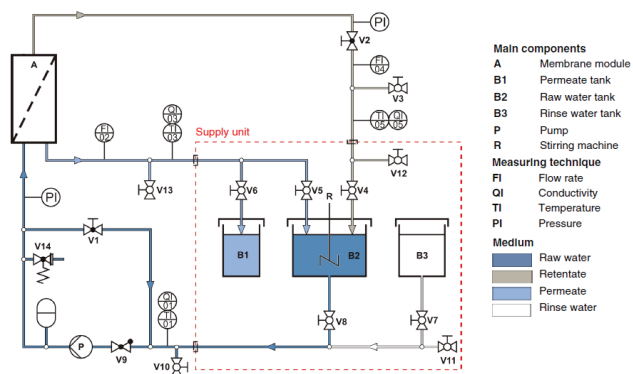 PI
V2
A
FI
04
V3
QI
03
FI
02
TI
03
TI
05
QI
05
Supply unit
V12
V13
V6
V5
V4
PI
R
V1
V14
B1
B2
B3
QI
01
TI
01
V8
V7
P
V9
V10
V11
Main components
A Membrane module
B1 Permeate tank
B2 Raw water tank
B3 Rinse water tank
P Pump
R Stirring machine
Measuring technique
FI Flow rate
QI Conductivity
TI Temperature
PI Pressure
Medium
Raw water
Retentate
Permeate
Rinse water